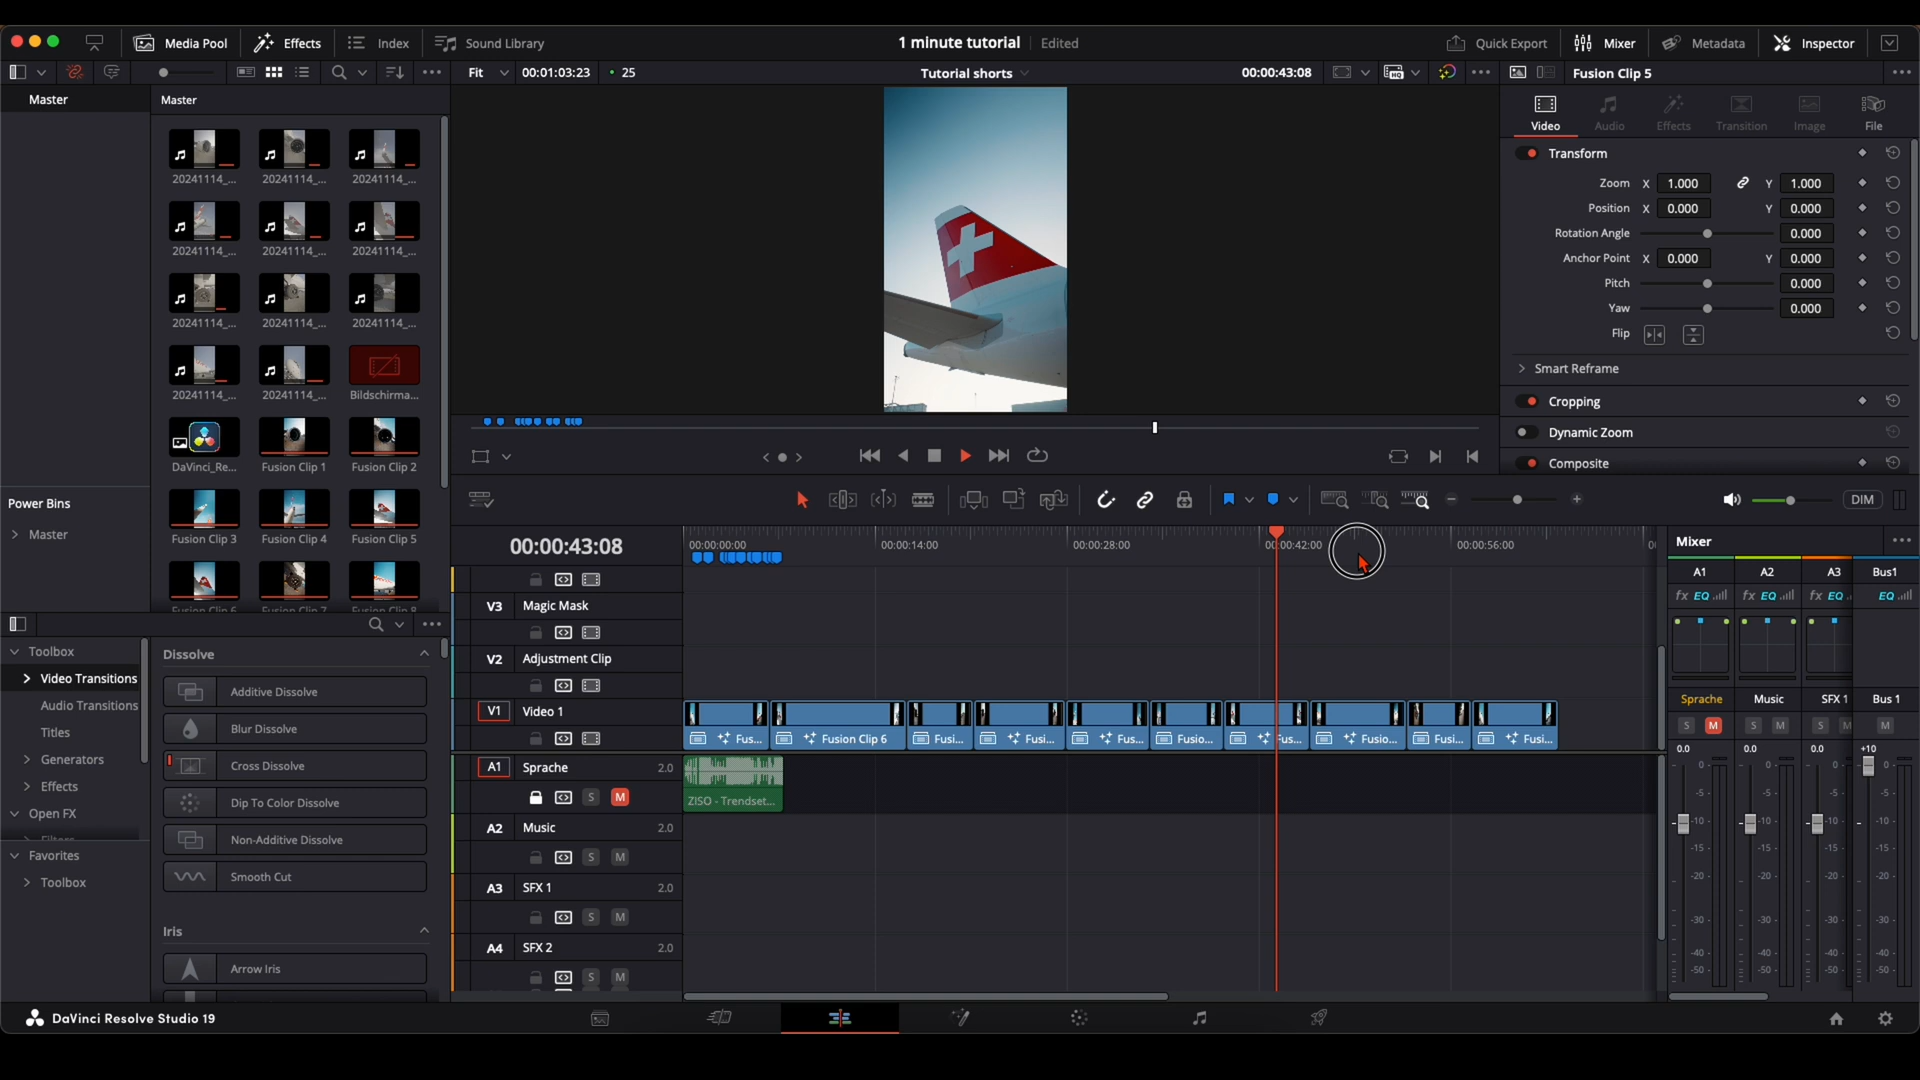 Media Pool
Effects
Index
Sound Library
1 minute tutorial
Edited
Quick Export
Mixer
Metadata
Inspector
Fit
00:01:03:23
25
Tutorial shorts
00:00:43:08
Fusion Clip 5
Master
Master
Video
Audio
Effects
Transition
Image
File
20241114_...
20241114_...
20241114_...
20241114_...
20241114_...
20241114_...
20241114_...
20241114_...
20241114_...
20241114_...
20241114_...
Bildschirma...
DaVinci_Re...
Fusion Clip 1
Fusion Clip 2
Fusion Clip 3
Fusion Clip 4
Fusion Clip 5
Fusion Clip 6
Fusion Clip 7
Fusion Clip 8
Transform
Zoom X 1.000 Y 1.000
Position X 0.000 Y 0.000
Rotation Angle 0.000
Anchor Point X 0.000 Y 0.000
Pitch 0.000
Yaw 0.000
Flip
Smart Reframe
Cropping
Dynamic Zoom
Composite
Power Bins
Master
DIM
00:00:43:08
00:00:00:00
00:00:14:00
00:00:28:00
00:00:42:00
00:00:56:00
V3 Magic Mask
V2 Adjustment Clip
V1 Video 1
Fus...
Fusion Clip 6
Fusi...
Fusi...
Fus...
Fusio...
Fus...
Fusio...
Fusi...
Fusi...
A1 Sprache 2.0
S M
ZISO - Trendset...
A2 Music 2.0
S M
A3 SFX 1 2.0
S M
A4 SFX 2 2.0
S M
Toolbox
Video Transitions
Audio Transitions
Titles
Generators
Effects
Open FX
Filters
Favorites
Toolbox
Dissolve
Additive Dissolve
Blur Dissolve
Cross Dissolve
Dip To Color Dissolve
Non-Additive Dissolve
Smooth Cut
Iris
Arrow Iris
Mixer
A1 A2 A3 Bus1
fx EQ fx EQ fx EQ EQ
Sprache Music SFX 1 Bus 1
S M S M S M M
0.0 0.0 0.0 +10
0- 0- 0- 0-
-5- -5- -5- -5-
-10- -10- -10- -10-
-15- -15- -15- -15-
-20- -20- -20- -20-
-30- -30- -30- -30-
-40- -40- -40- -40-
-50- -50- -50- -50-
DaVinci Resolve Studio 19